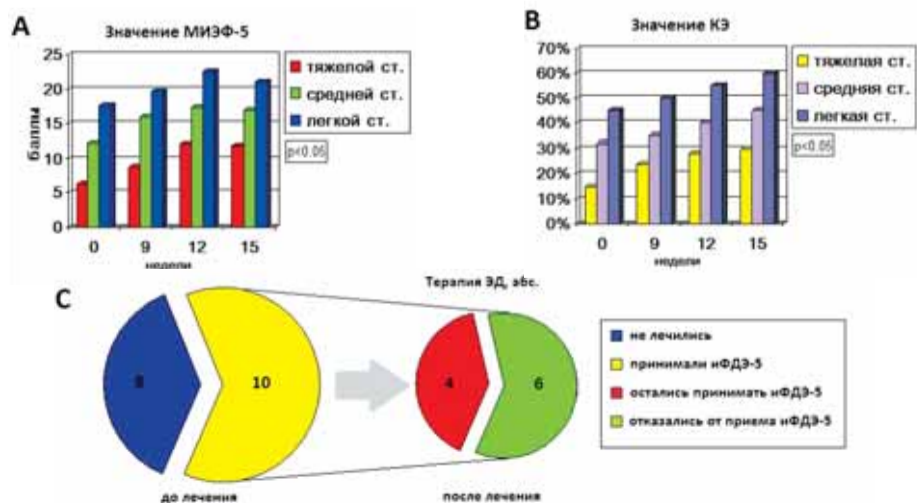 A
Значение МИЭФ-5
баллы
25
20
15
10
5
0
0 9 12 15
недели
тяжелой ст.
средней ст.
легкой ст.
p<0.05
B
Значение КЭ
70%
60%
50%
40%
30%
20%
10%
0%
0 9 12 15
недели
тяжелая ст.
средняя ст.
легкая ст.
p<0.05
C
Терапия ЭД, абс.
8
10
4
6
до лечения
после лечения
не лечились
принимали иФДЭ-5
остались принимать иФДЭ-5
отказались от приема иФДЭ-5